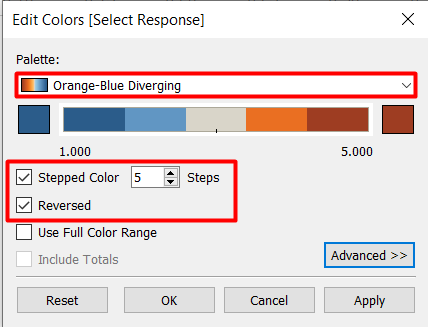 Edit Colors [Select Response]
Palette:
Orange-Blue Diverging
1.000 5.000
Stepped Color 5 Steps
Reversed
Use Full Color Range
Include Totals
Advanced >>
Reset OK Cancel Apply